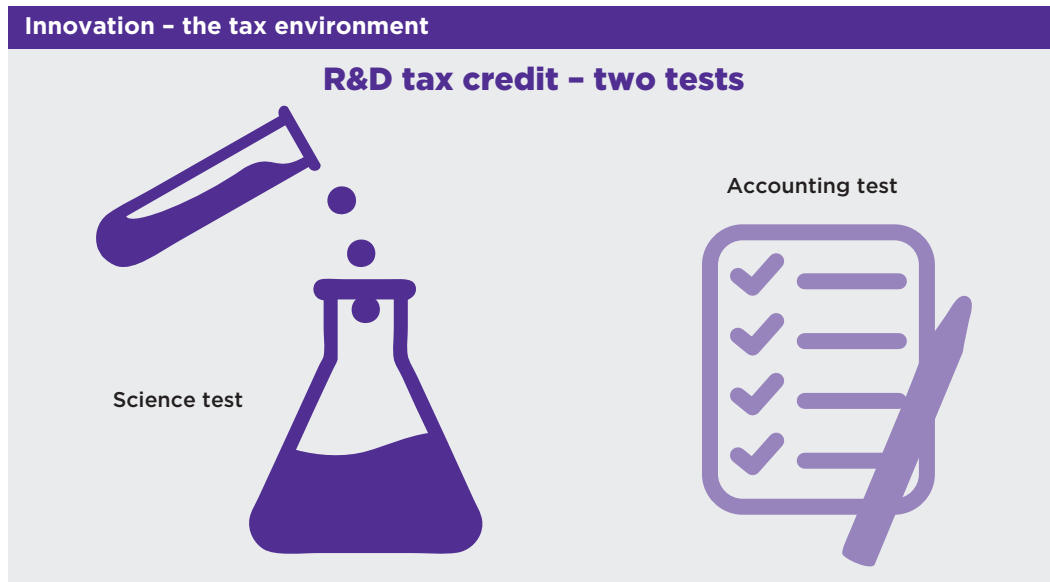 Innovation – the tax environment
R&D tax credit – two tests
Accounting test
Science test